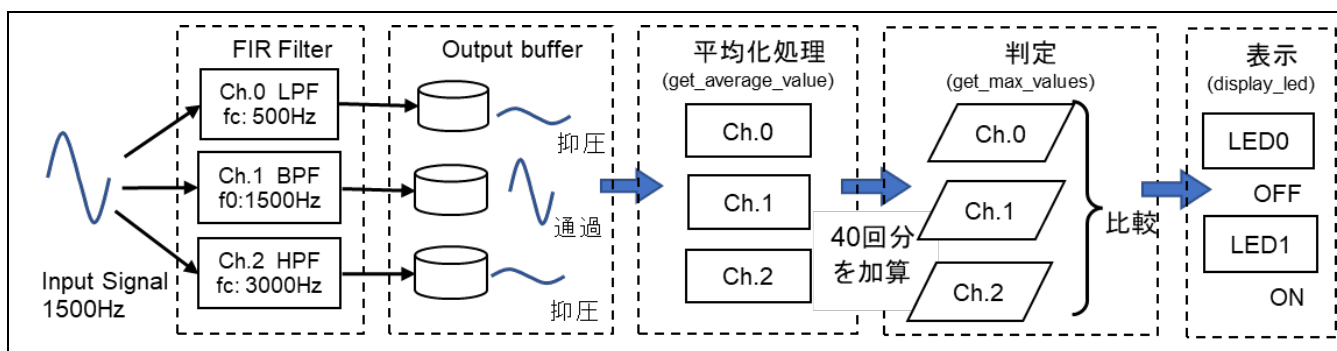 FIR Filter
Ch.0 LPF
fc: 500Hz
Ch.1 BPF
f0:1500Hz
Ch.2 HPF
fc: 3000Hz
Input Signal
1500Hz
Output buffer
抑圧
通過
抑圧
平均化処理
(get_average_value)
Ch.0
Ch.1
Ch.2
40回分
を加算
判定
(get_max_values)
Ch.0
Ch.1
Ch.2
比較
表示
(display_led)
LED0
OFF
LED1
ON